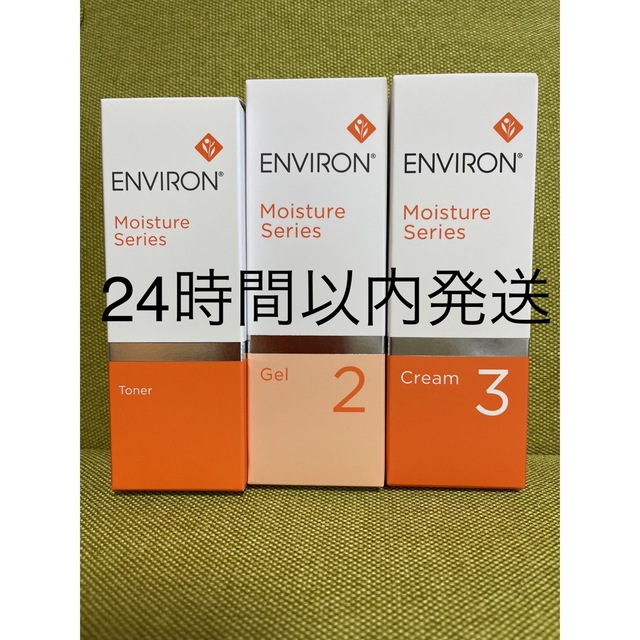 ENVIRON®
Moisture
Series
Toner
ENVIRON®
Moisture
Series
Gel 2
ENVIRON®
Moisture
Series
Cream 3
24時間以内発送